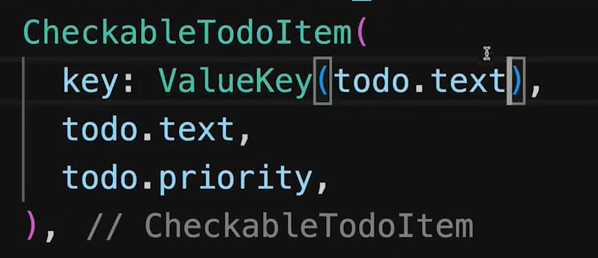 CheckableTodoItem(
key: ValueKey(todo.text),
todo.text,
todo.priority,
), // CheckableTodoItem